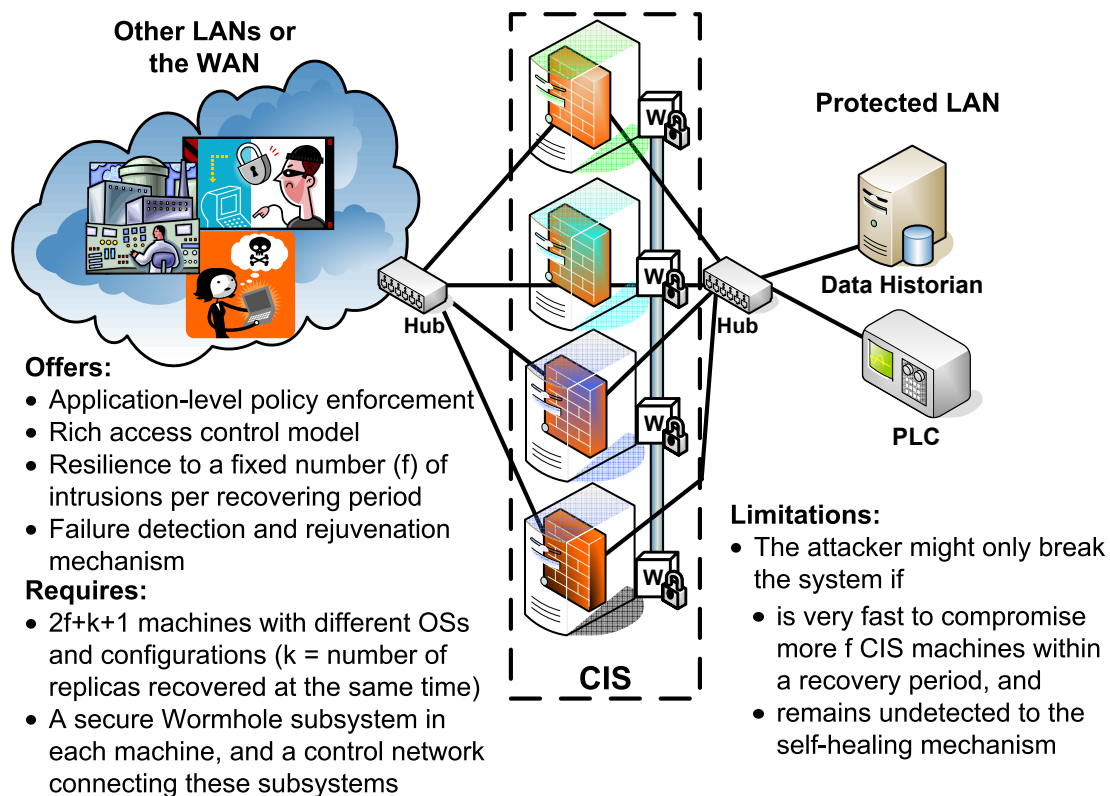 Other LANs or
the WAN
Hub
W
W
W
W
CIS
Hub
Protected LAN
Data Historian
PLC
Offers:
• Application-level policy enforcement
• Rich access control model
• Resilience to a fixed number (f) of
intrusions per recovering period
• Failure detection and rejuvenation
mechanism
Requires:
• 2f+k+1 machines with different OSs
and configurations (k = number of
replicas recovered at the same time)
• A secure Wormhole subsystem in
each machine, and a control network
connecting these subsystems
Limitations:
• The attacker might only break
the system if
• is very fast to compromise
more f CIS machines within
a recovery period, and
• remains undetected to the
self-healing mechanism